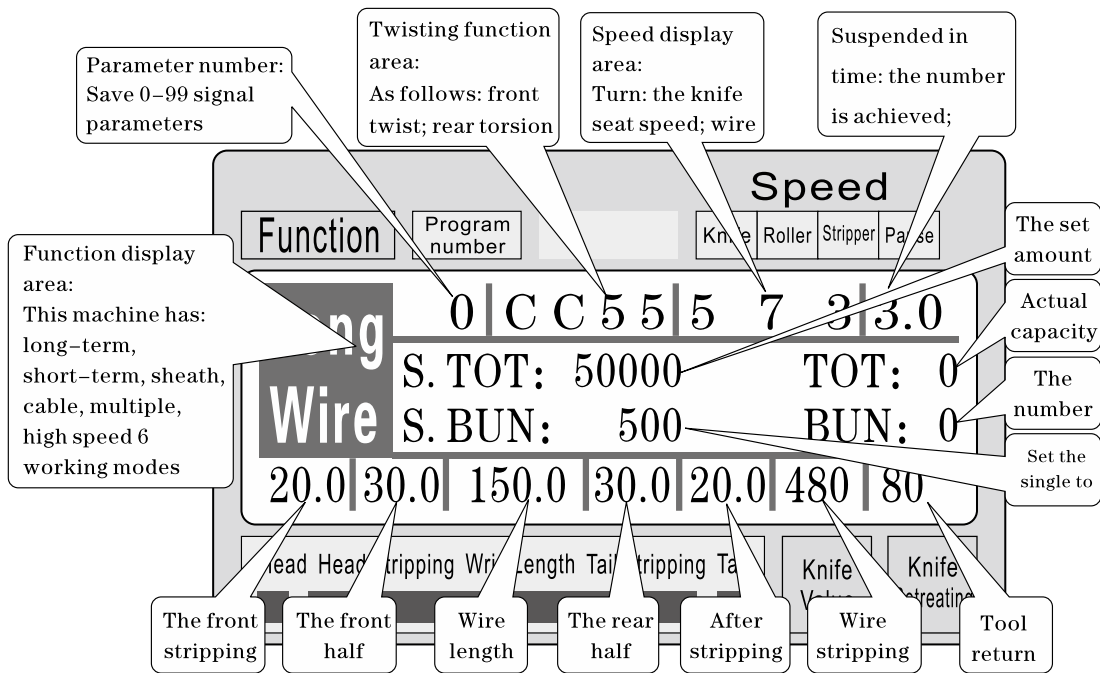 Parameter number:
Save 0–99 signal
parameters
Twisting function
area:
As follows: front
twist; rear torsion
Speed display
area:
Turn: the knife
seat speed; wire
Suspended in
time: the number
is achieved;
Speed
Function
Program
number
Knife Roller Stripper Pause
Function display
area:
This machine has:
long–term,
short–term, sheath,
cable, multiple,
high speed 6
working modes
The set
amount
Actual
capacity
The
number
Set the
single to
0 C C 5 5 5 7 3 3.0
Wire
S. TOT: 50000 TOT: 0
S. BUN: 500 BUN: 0
20.0 30.0 150.0 30.0 20.0 480 80
Knife
Knife
The front
stripping
The front
half
Wire
length
The rear
half
After
stripping
Wire
stripping
Tool
return